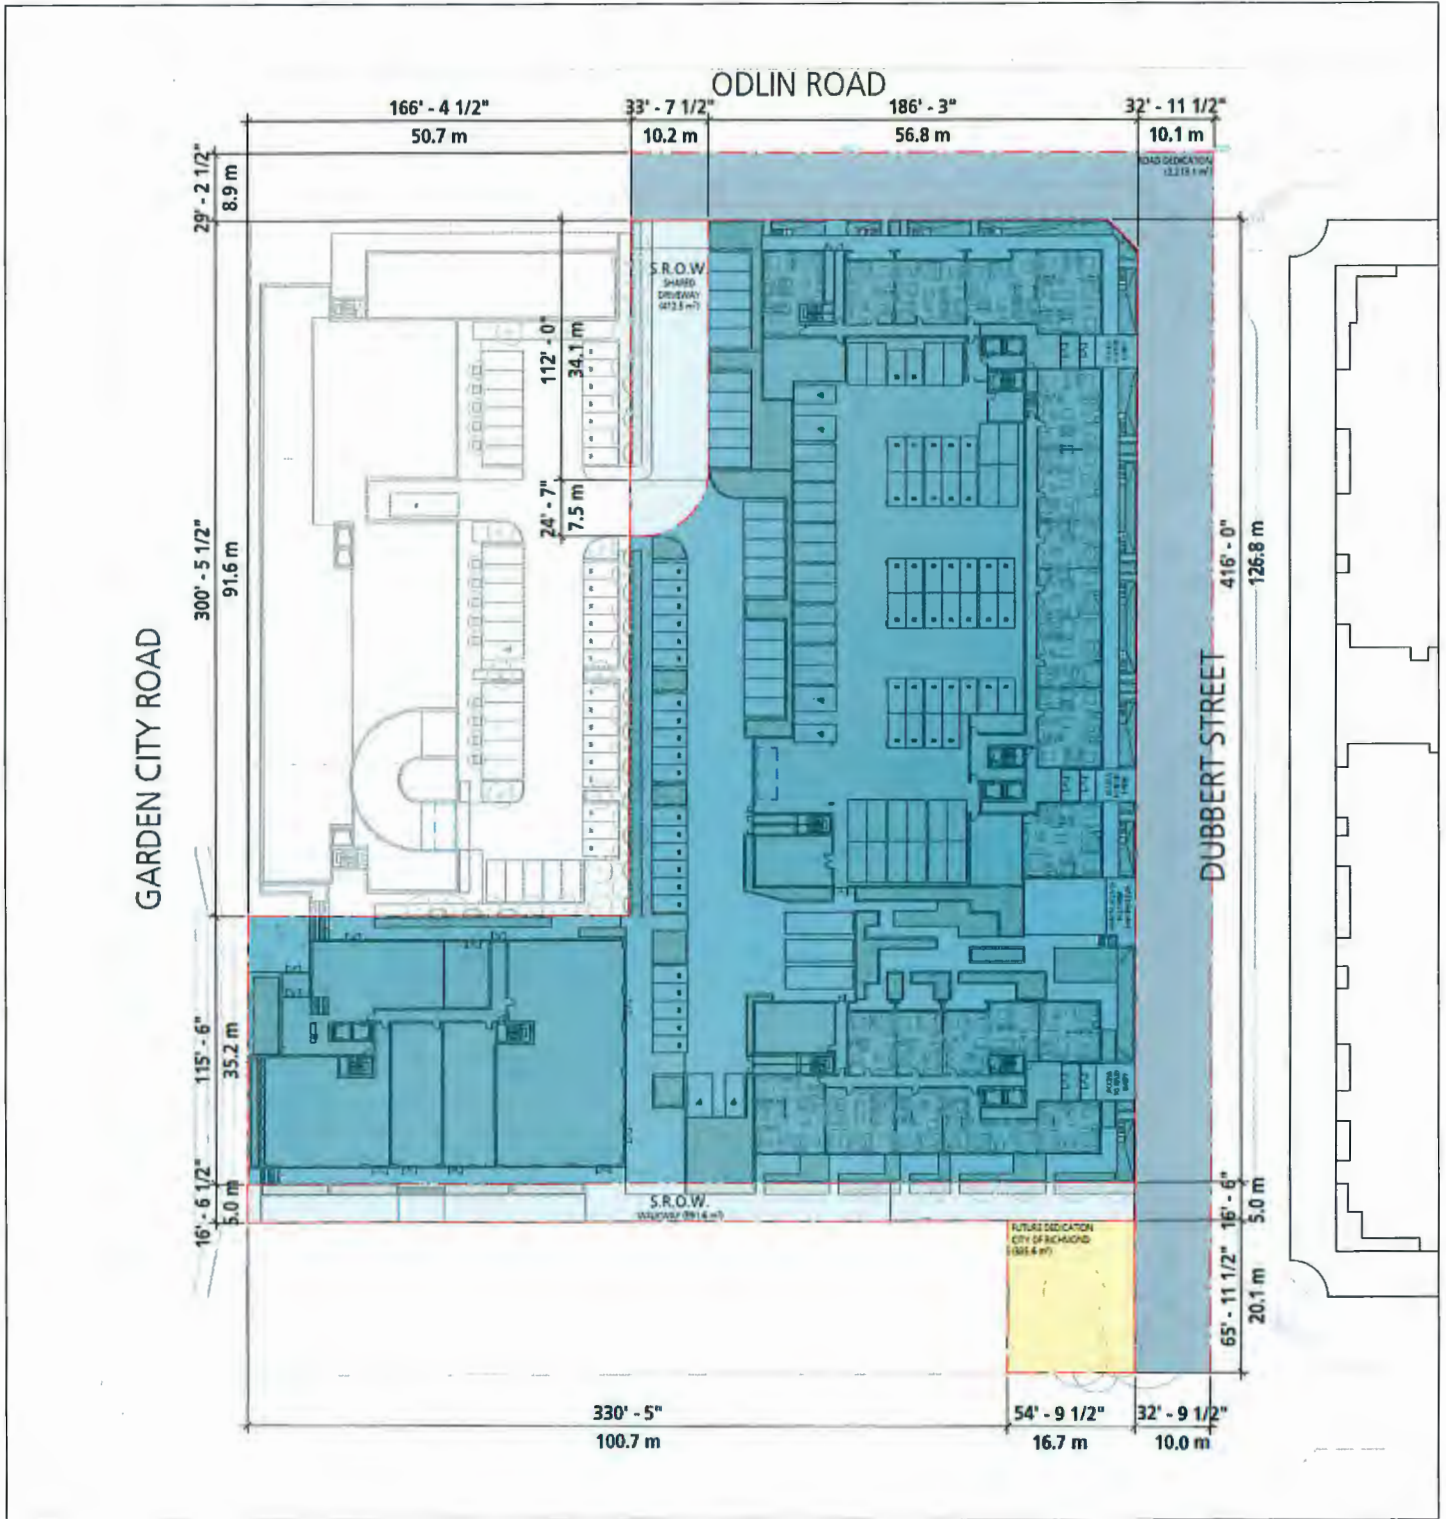 ODLIN ROAD
166' - 4 1/2"
33' - 7 1/2"
186' - 3"
32' - 11 1/2"
50.7 m
10.2 m
56.8 m
10.1 m
ROAD DEDICATION
29' - 2 1/2"
8.9 m
S.R.O.W.
SHARED
DRIVEWAY
(412.5 m²)
112' - 0"
34.1 m
24' - 7"
7.5 m
300' - 5 1/2"
91.6 m
416' - 0"
126.8 m
GARDEN CITY ROAD
DUBBERT STREET
115' - 6"
35.2 m
16' - 6 1/2"
5.0 m
S.R.O.W.
16' - 6"
5.0 m
FUTURE DEDICATION
CITY OF RICHMOND
65' - 11 1/2"
20.1 m
330' - 5"
54' - 9 1/2"
32' - 9 1/2"
100.7 m
16.7 m
10.0 m